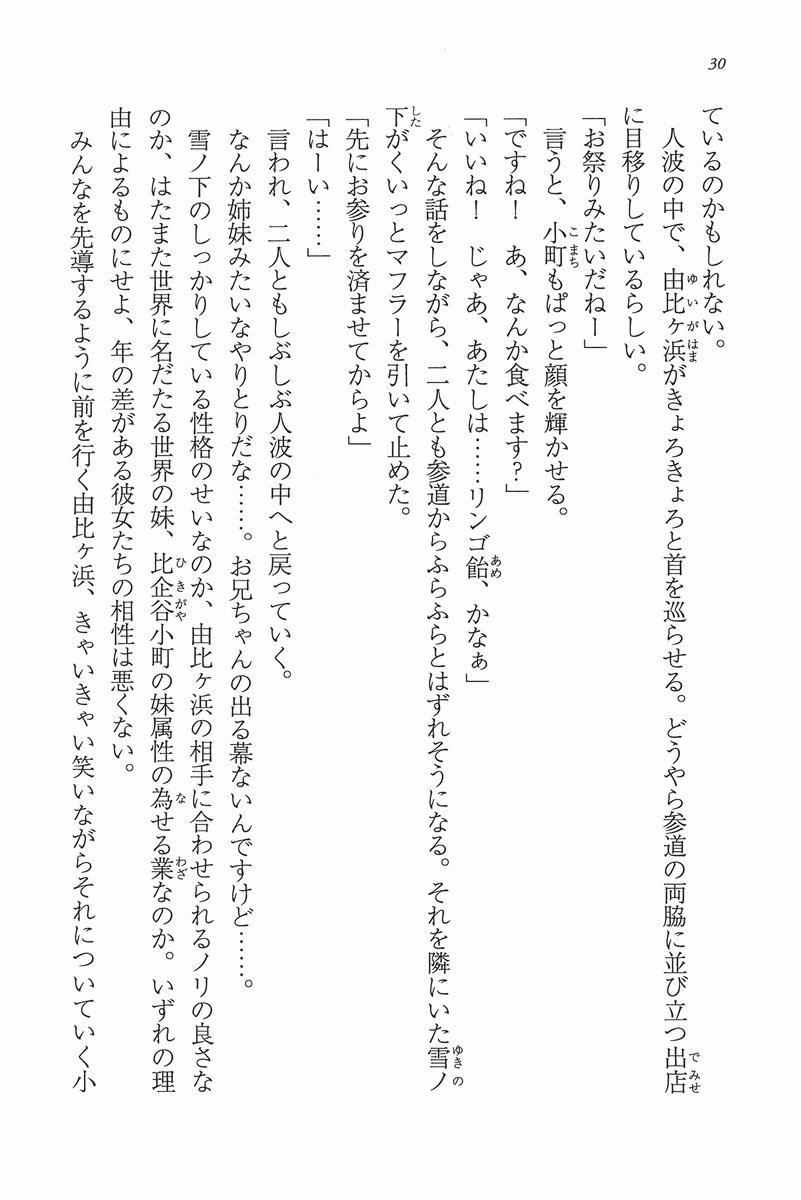 30
ているのかもしれない。
人波の中で、由比ヶ浜がきょろきょろと首を巡らせる。どうやら参道の両脇に並び立つ出店
に目移りしているらしい。
「お祭りみたいだねー」
言うと、小町もぱっと顔を輝かせる。
「ですね！　あ、なんか食べます？」
「いいね！　じゃあ、あたしは……リンゴ飴、かなぁ」
そんな話をしながら、二人とも参道からふらふらとはずれそうになる。それを隣にいた雪ノ
下がくいっとマフラーを引いて止めた。
「先にお参りを済ませてからよ」
「はーい……」
言われ、二人ともしぶしぶ人波の中へと戻っていく。
なんか姉妹みたいなやりとりだな……。お兄ちゃんの出る幕ないんですけど……。
雪ノ下のしっかりしている性格のせいなのか、由比ヶ浜の相手に合わせられるノリの良さな
のか、はたまた世界に名だたる世界の妹、比企谷小町の妹属性の為せる業なのか。いずれの理
由によるものにせよ、年の差がある彼女たちの相性は悪くない。
みんなを先導するように前を行く由比ヶ浜、きゃいきゃい笑いながらそれについていく小